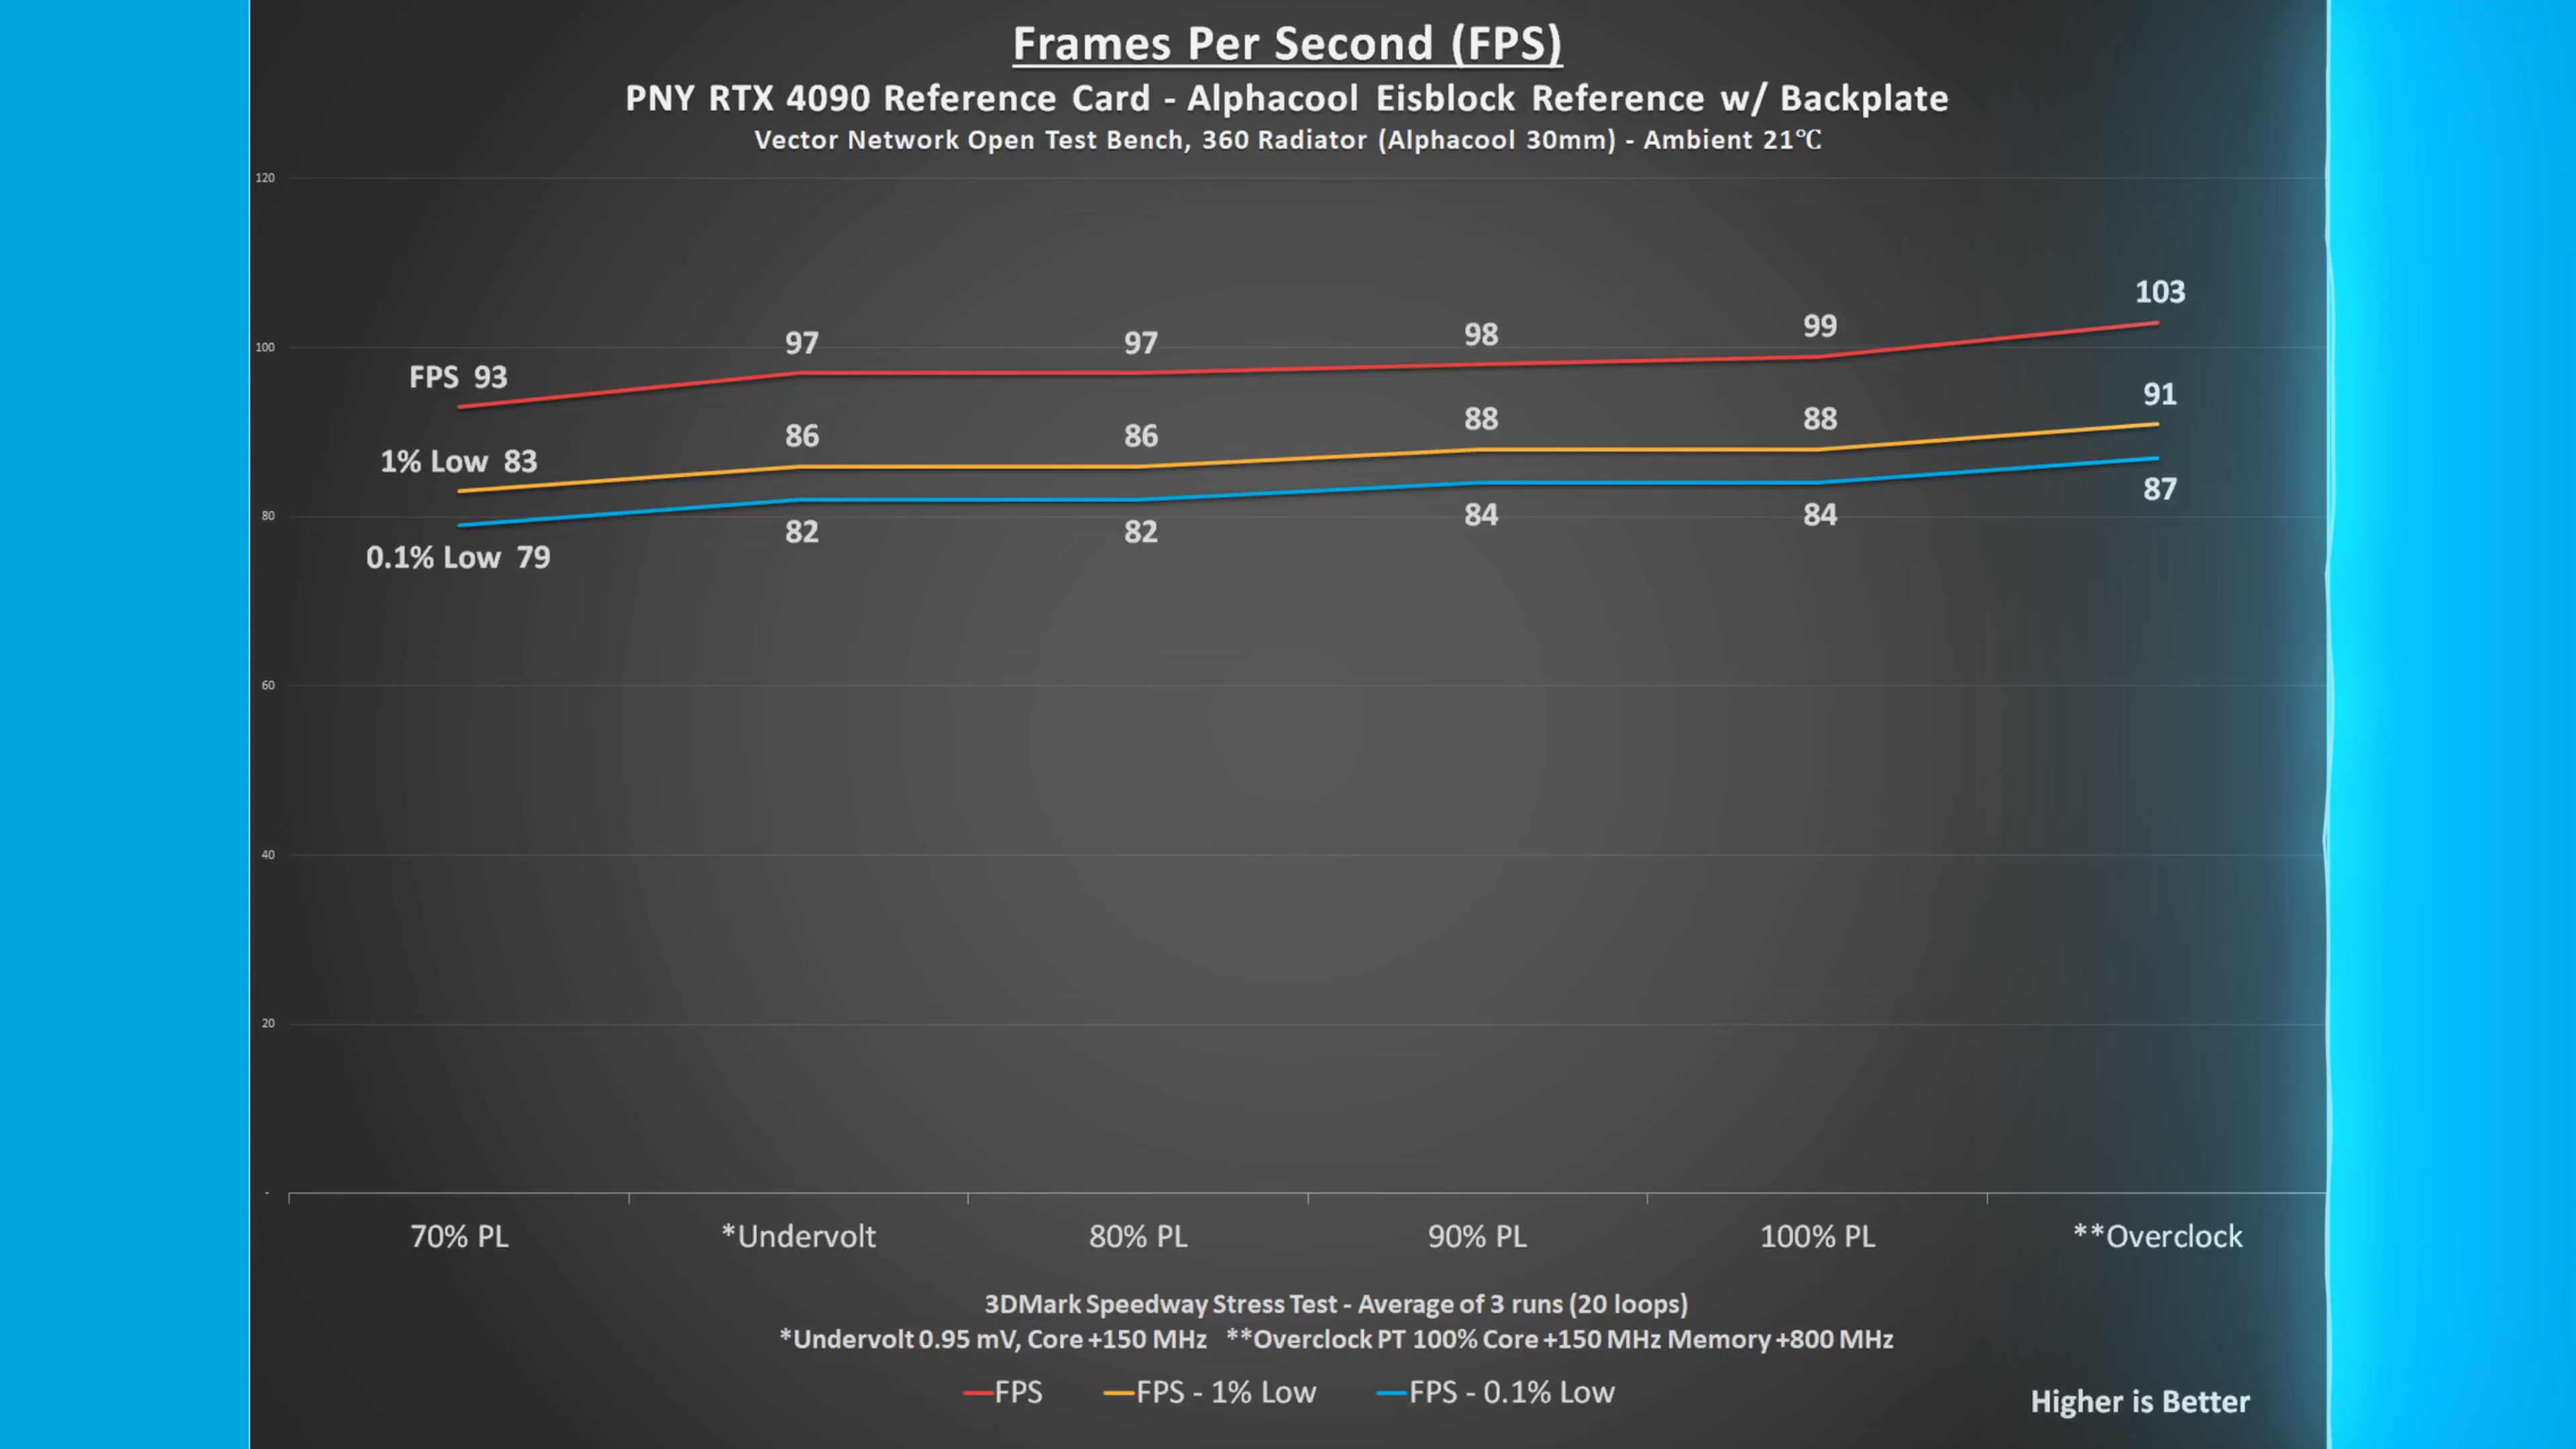 Frames Per Second (FPS)
PNY RTX 4090 Reference Card - Alphacool Eisblock Reference w/ Backplate
Vector Network Open Test Bench, 360 Radiator (Alphacool 30mm) - Ambient 21℃
120
100
80
60
40
20
-
FPS 93
97
97
98
99
103
1% Low 83
86
86
88
88
91
0.1% Low 79
82
82
84
84
87
70% PL
*Undervolt
80% PL
90% PL
100% PL
**Overclock
3DMark Speedway Stress Test - Average of 3 runs (20 loops)
*Undervolt 0.95 mV, Core +150 MHz **Overclock PT 100% Core +150 MHz Memory +800 MHz
FPS
FPS - 1% Low
FPS - 0.1% Low
Higher is Better